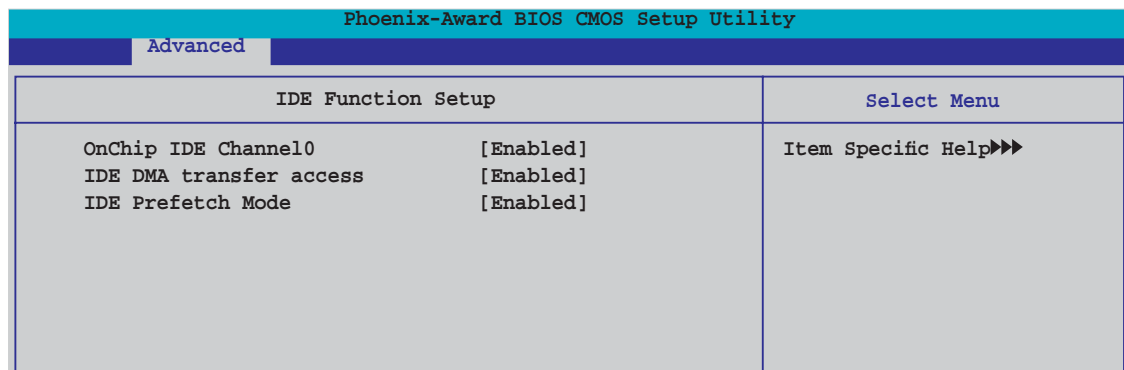 Phoenix-Award BIOS CMOS Setup Utility
Advanced
IDE Function Setup
Select Menu
OnChip IDE Channel0 [Enabled]
IDE DMA transfer access [Enabled]
IDE Prefetch Mode [Enabled]
Item Specific Help